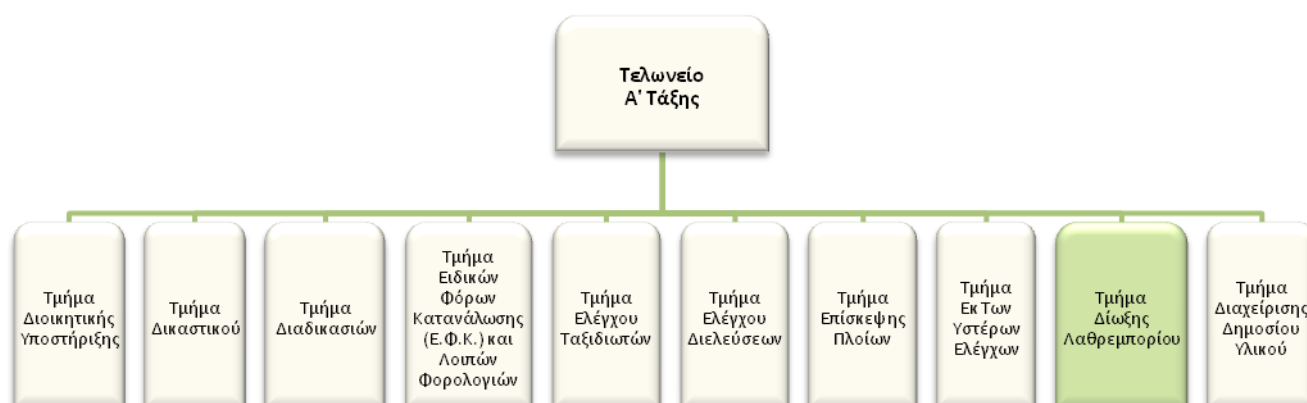 Τελωνείο
Α' Τάξης
Τμήμα
Διοικητικής
Υποστήριξης
Τμήμα
Δικαστικού
Τμήμα
Διαδικασιών
Τμήμα
Ειδικών
Φόρων
Κατανάλωσης
(Ε.Φ.Κ.) και
Λοιπών
Φορολογιών
Τμήμα
Ελέγχου
Ταξιδιωτών
Τμήμα
Ελέγχου
Διελεύσεων
Τμήμα
Επίσκεψης
Πλοίων
Τμήμα
Εκ Των
Υστέρων
Ελέγχων
Τμήμα
Δίωξης
Λαθρεμπορίου
Τμήμα
Διαχείρισης
Δημοσίου
Υλικού